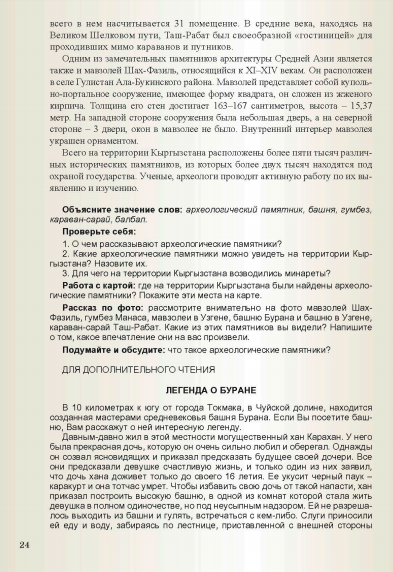 всего в нем насчитывается 31 помещение. В средние века, находясь на
Великом Шелковом пути, Таш-Рабат был своеобразной «гостиницей» для
проходивших мимо караванов и путников.
Одним из замечательных памятников архитектуры Средней Азии является
также и мавзолей Шах-Фазиль, относящийся к XI–XIV векам. Он расположен
в селе Гулистан Ала-Букинского района. Мавзолей представляет собой куполь-
но-портальное сооружение, имеющее форму квадрата, он сложен из жженого
кирпича. Толщина его стен достигает 163–167 сантиметров, высота – 15,37
метр. На западной стороне сооружения была небольшая дверь, а на северной
стороне – 3 двери, окон в мавзолее не было. Внутренний интерьер мавзолея
украшен орнаментом.
Всего на территории Кыргызстана расположены более пяти тысяч различ-
ных исторических памятников, из которых более двух тысяч находятся под
охраной государства. Ученые, археологи проводят активную работу по их вы-
явлению и изучению.
Объясните значение слов: археологический памятник, башня, гумбез,
караван-сарай, балбал.
Проверьте себя:
1. О чем рассказывают археологические памятники?
2. Какие археологические памятники можно увидеть на территории Кыр-
гызстана? Назовите их.
3. Для чего на территории Кыргызстана возводились минареты?
Работа с картой: где на территории Кыргызстана были найдены археоло-
гические памятники? Покажите эти места на карте.
Рассказ по фото: рассмотрите внимательно на фото мавзолей Шах-
Фазиль, гумбез Манаса, мавзолеи в Узгене, башню Бурана и башню в Узгене,
караван-сарай Таш-Рабат. Какие из этих памятников вы видели? Напишите
о том, какое впечатление они на вас произвели.
Подумайте и обсудите: что такое археологические памятники?
ДЛЯ ДОПОЛНИТЕЛЬНОГО ЧТЕНИЯ
ЛЕГЕНДА О БУРАНЕ
В 10 километрах к югу от города Токмака, в Чуйской долине, находится
созданная мастерами средневековья башня Бурана. Если Вы посетите баш-
ню, Вам расскажут о ней интересную легенду.
Давным-давно жил в этой местности могущественный хан Карахан. У него
была прекрасная дочь, которую он очень сильно любил и оберегал. Однажды
он созвал ясновидящих и приказал предсказать будущее своей дочери. Все
они предсказали девушке счастливую жизнь, и только один из них заявил,
что дочь хана доживет только до своего 16 летия. Ее укусит черный паук –
каракурт и она тотчас умрет. Чтобы избавить свою дочь от такой напасти, хан
приказал построить высокую башню, в одной из комнат которой стала жить
девушка в полном одиночестве, но под неусыпным надзором. Ей не разреша-
лось выходить из башни и гулять, встречаться с кем-либо. Слуги приносили
ей еду и воду, забираясь по лестнице, приставленной с внешней стороны
24